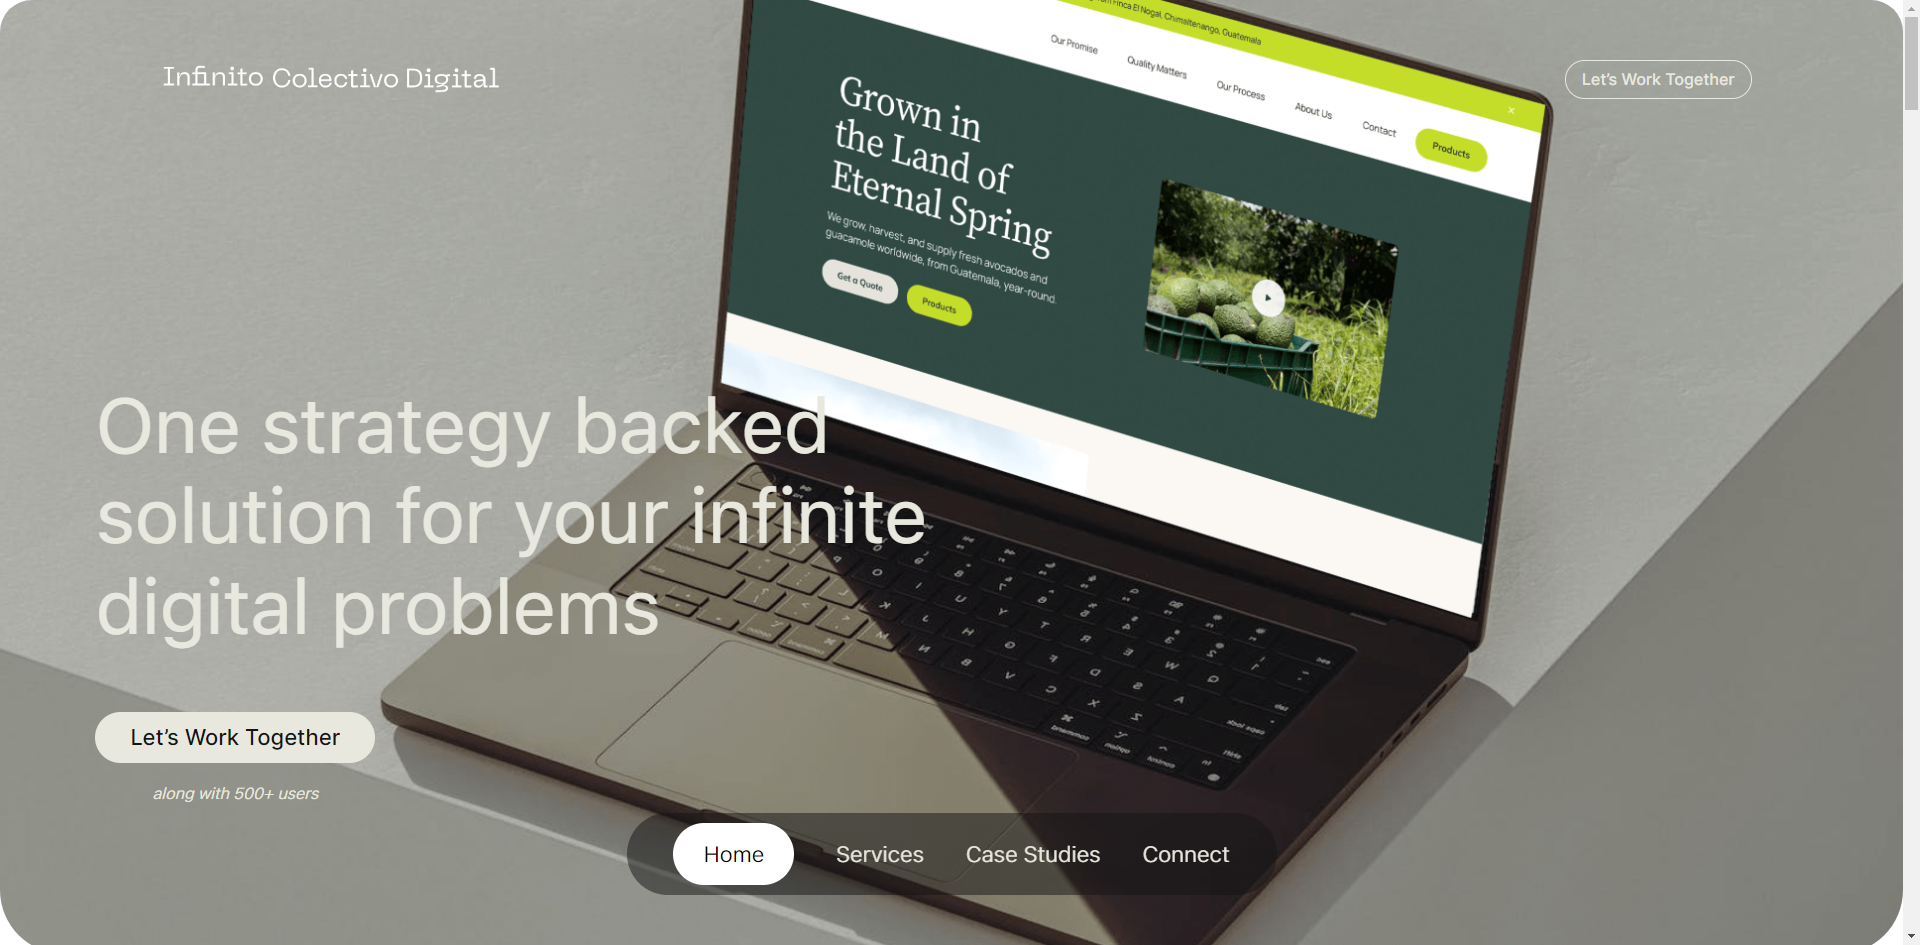 Infinito Colectivo Digital
Let's Work Together
Finca El Nogal, Chimaltenango, Guatemala
Our Promise
Quality Matters
Our Process
About Us
Contact
Products
Grown in
the Land of
Eternal Spring
We grow, harvest, and supply fresh avocados and
guacamole worldwide, from Guatemala, year-round.
Get a Quote
Products
One strategy backed
solution for your infinite
digital problems
Let's Work Together
along with 500+ users
Home
Services
Case Studies
Connect